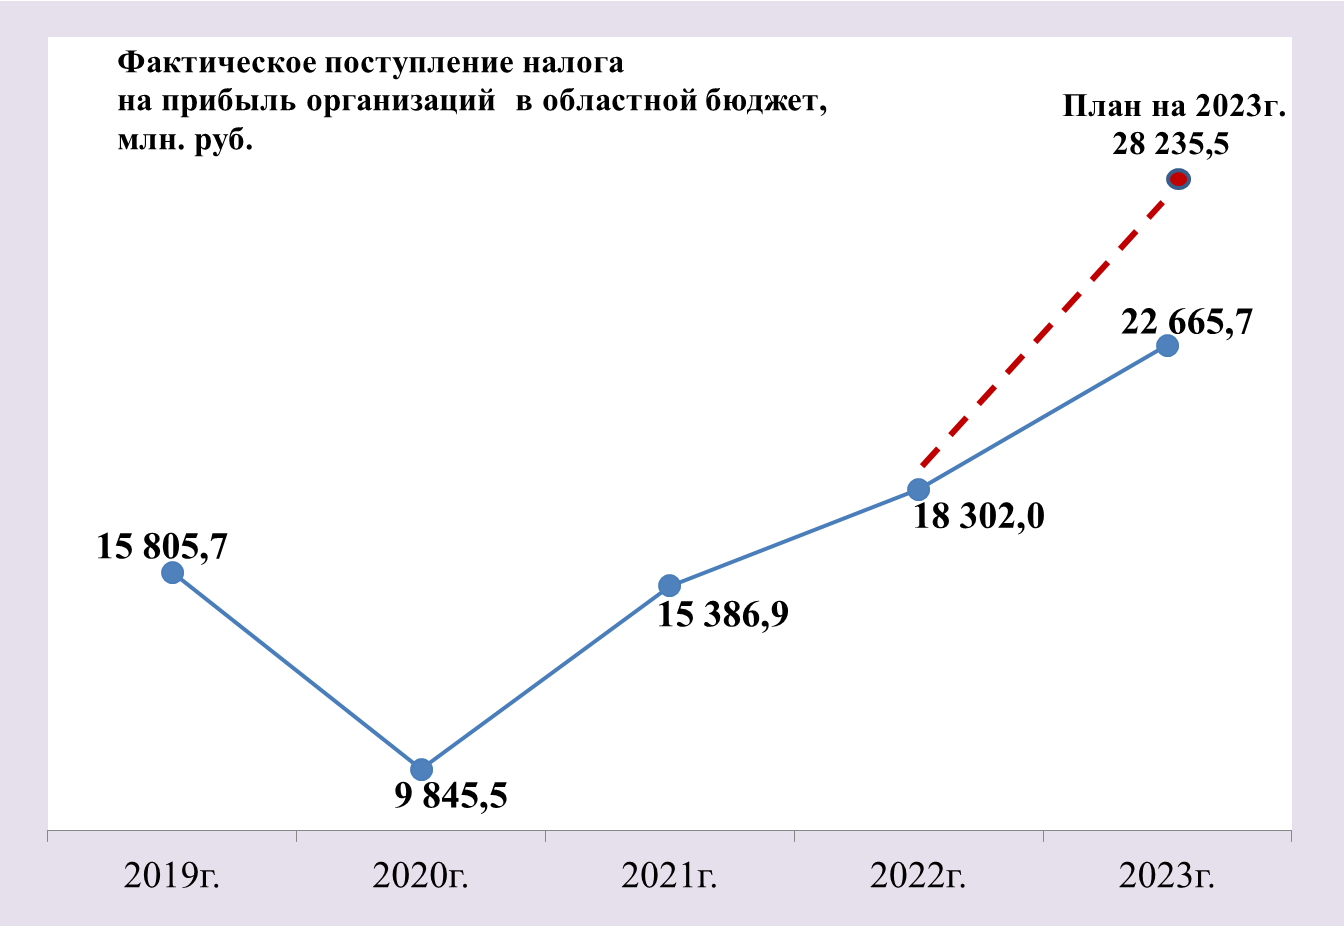 Фактическое поступление налога
на прибыль организаций в областной бюджет,
млн. руб.
План на 2023г.
28 235,5
22 665,7
18 302,0
15 805,7
15 386,9
9 845,5
2019г.
2020г.
2021г.
2022г.
2023г.